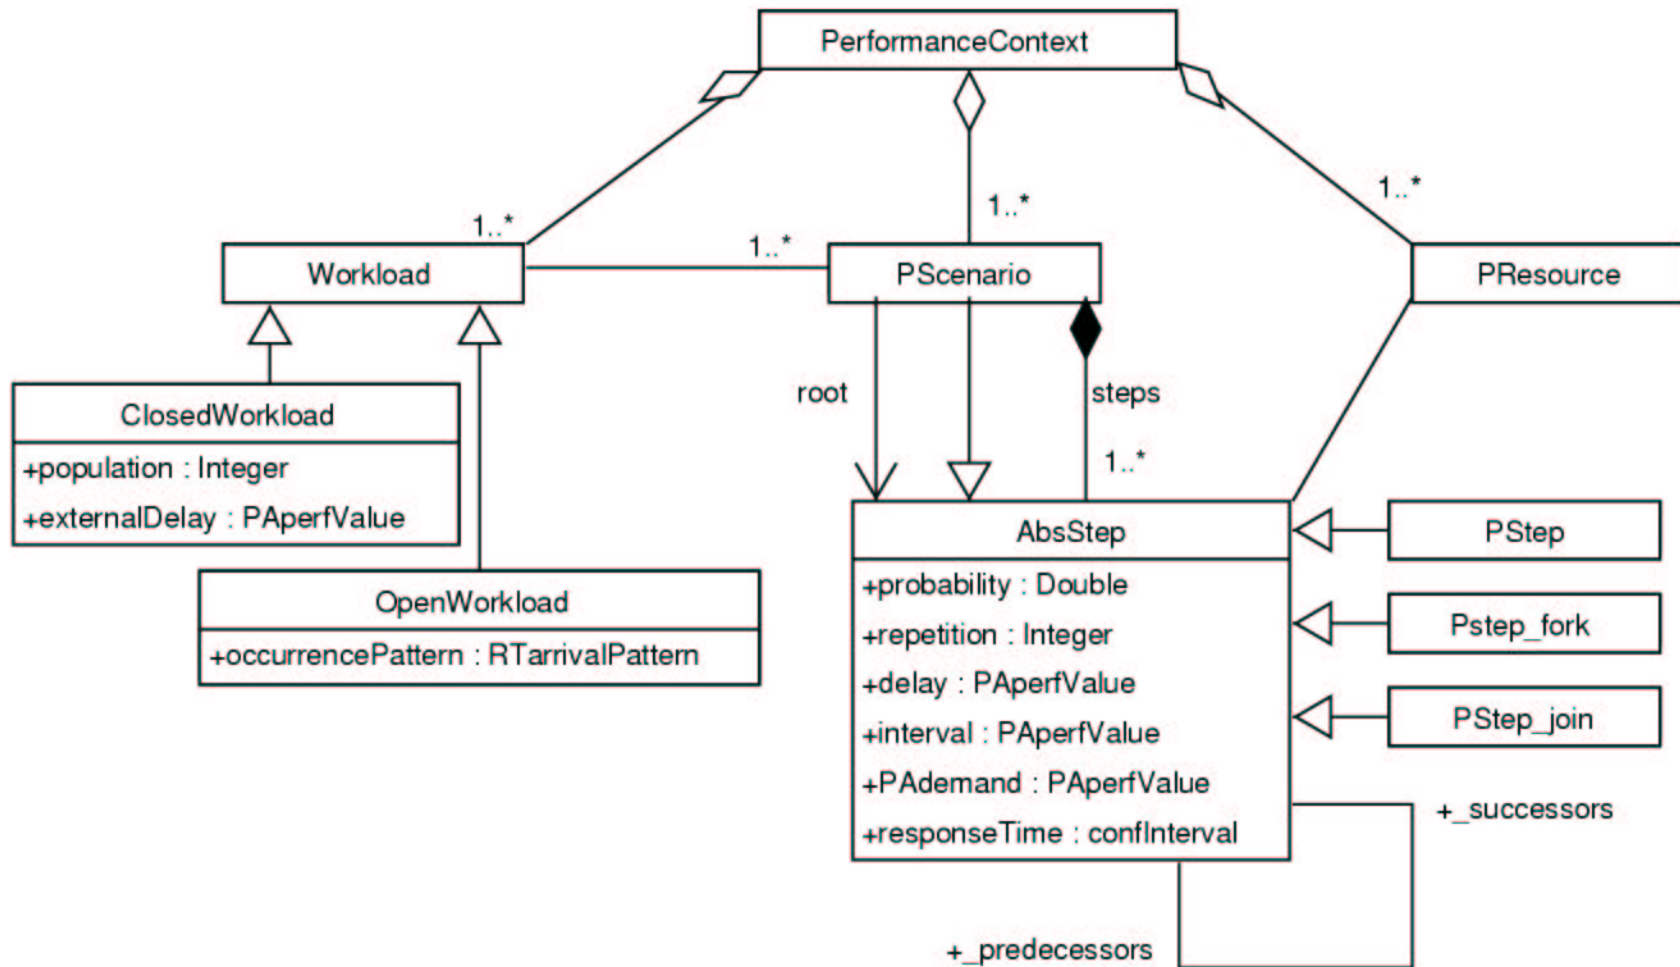 PerformanceContext
1..*
1..*
1..*
1..*
Workload
PScenario
PResource
root
steps
1..*
ClosedWorkload
+population : Integer
+externalDelay : PAperfValue
OpenWorkload
+occurrencePattern : RTarrivalPattern
AbsStep
+probability : Double
+repetition : Integer
+delay : PAperfValue
+interval : PAperfValue
+PAdemand : PAperfValue
+responseTime : confInterval
PStep
Pstep_fork
PStep_join
+_successors
+_predecessors